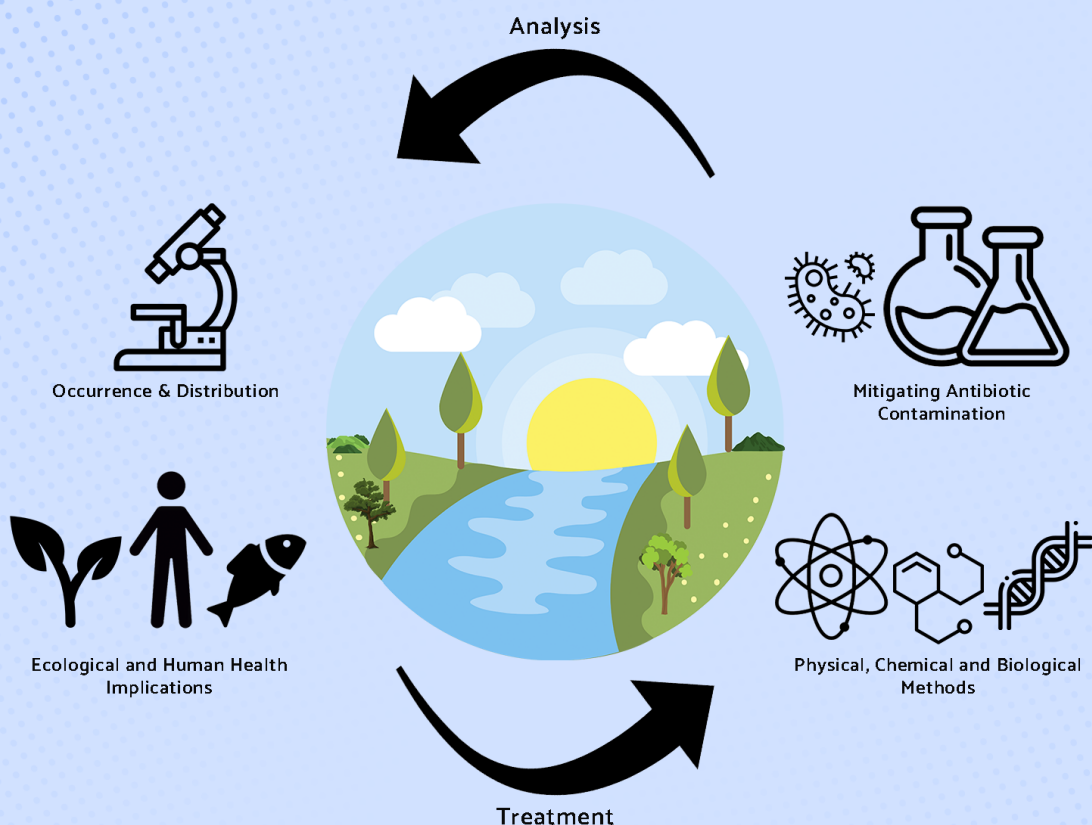 Analysis
Occurrence & Distribution
Mitigating Antibiotic
Contamination
Ecological and Human Health
Implications
Physical, Chemical and Biological
Methods
Treatment